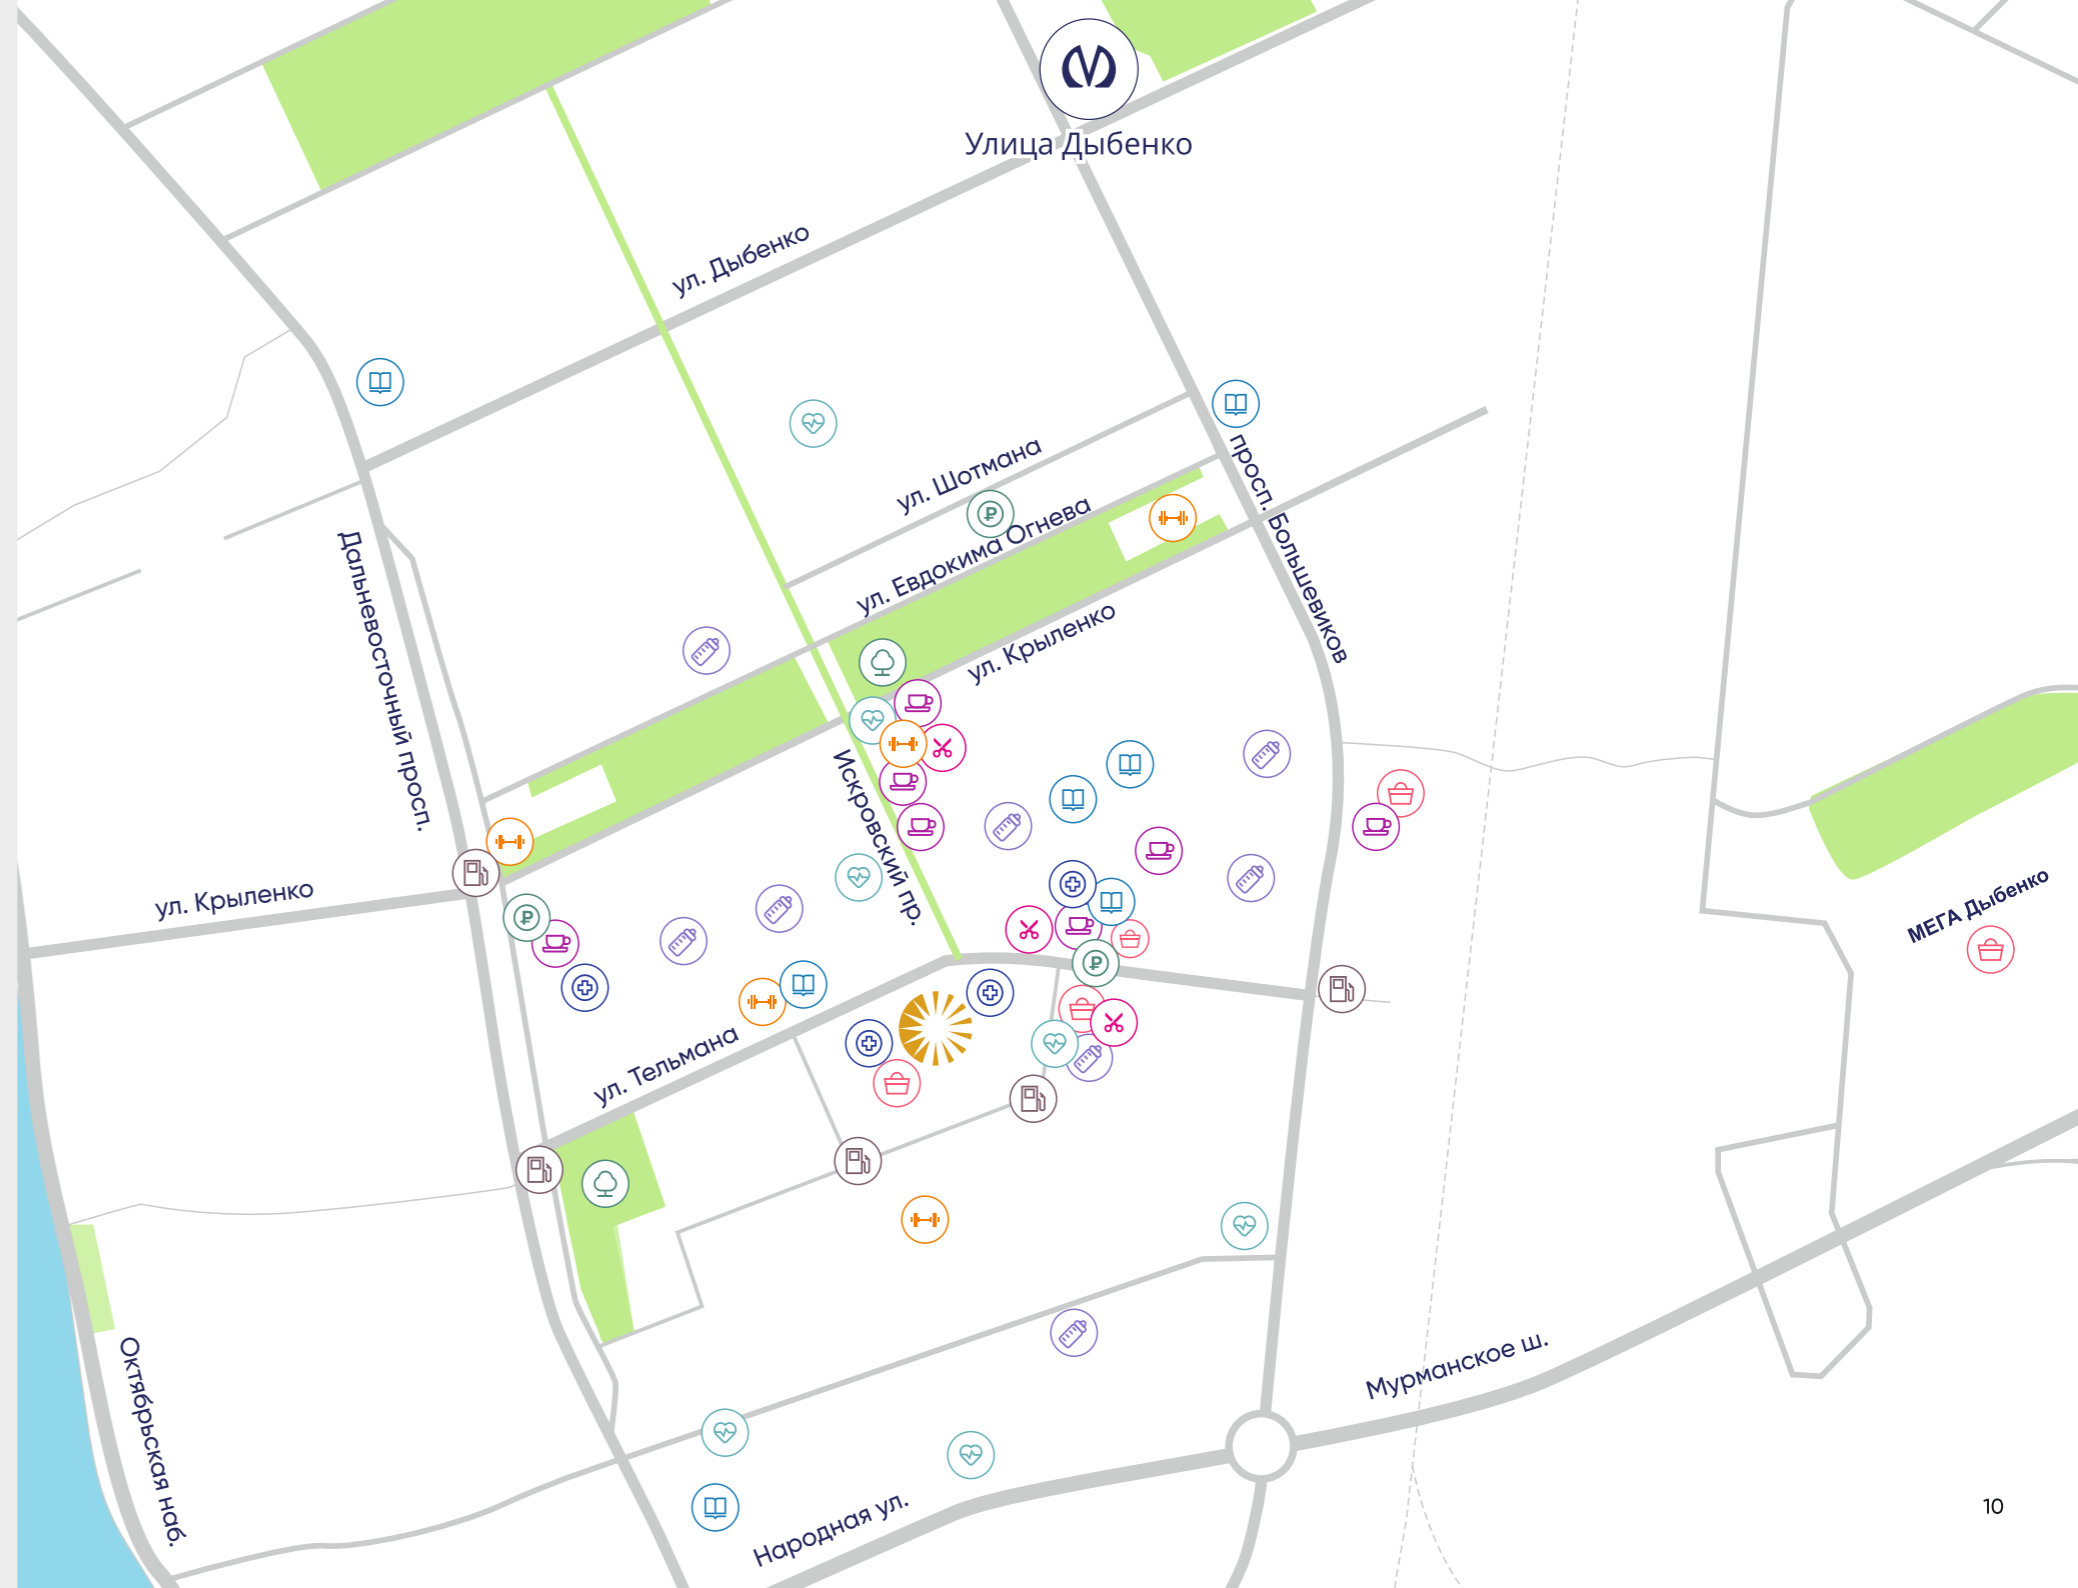 Улица Дыбенко
ул. Дыбенко
ул. Шотмана
ул. Евдокима Огнева
просп. Большевиков
ул. Крыленко
Дальневосточный просп.
Искровский пр.
ул. Крыленко
МЕГА Дыбенко
ул. Тельмана
Октябрьская наб.
Мурманское ш.
Народная ул.
10